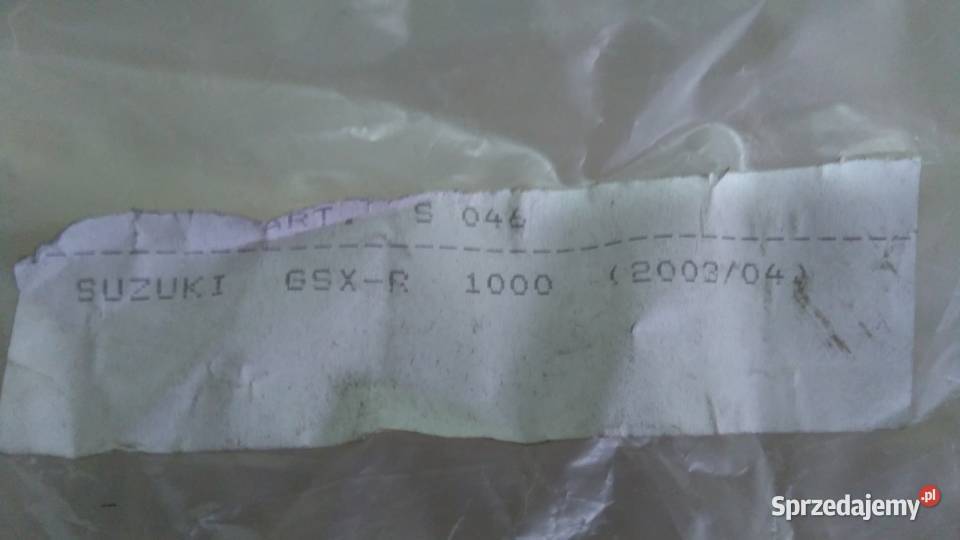 ART. S 046
SUZUKI GSX-R 1000 (2003/04)
Sprzedajemy.pl